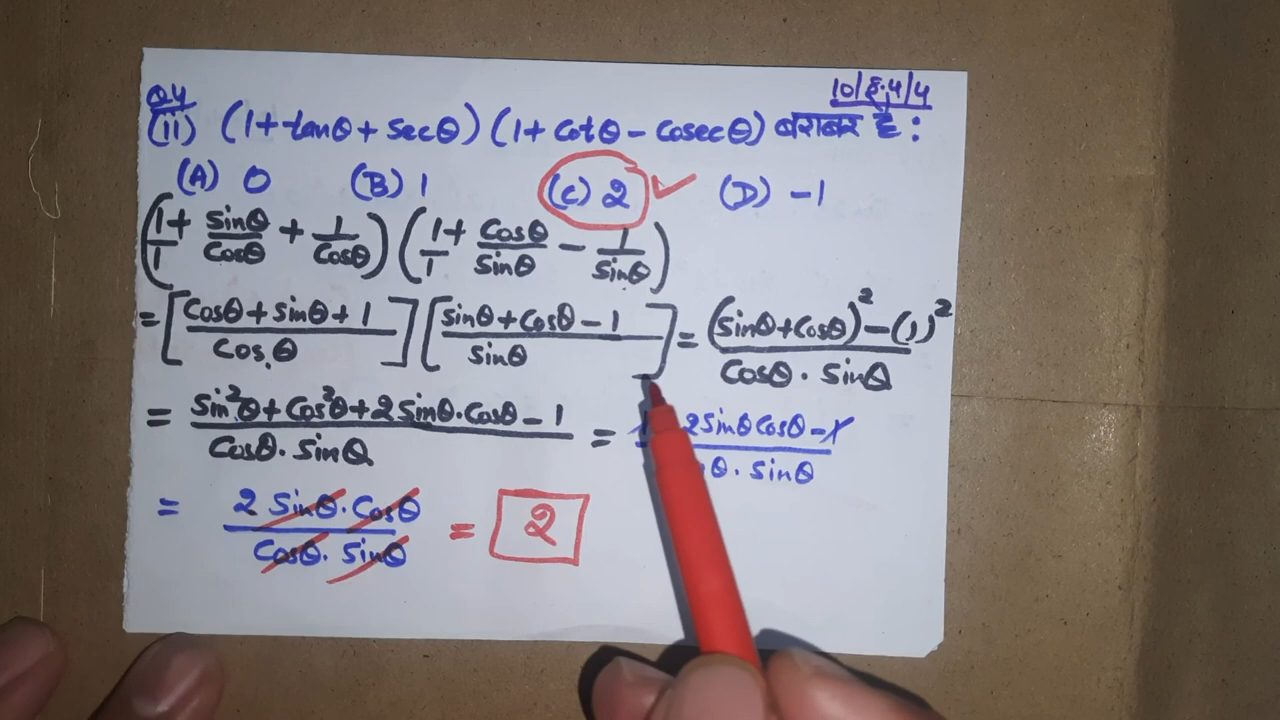 10/8.4/4
Q4
(ii) (1+tanθ+secθ)(1+cotθ-cosecθ) बराबर है:
(A) 0 (B) 1 (C) 2 ✓ (D) -1
(1/1 + sinθ/cosθ + 1/cosθ) (1/1 + cosθ/sinθ - 1/sinθ)
= [cosθ+sinθ+1/cosθ] [sinθ+cosθ-1/sinθ] = (sinθ+cosθ)²-(1)²/cosθ·sinθ
= sin²θ+cos²θ+2sinθ·cosθ-1/cosθ·sinθ = 1 2sinθcosθ-1/θ·sinθ
= 2 sinθ·cosθ/cosθ·sinθ = 2